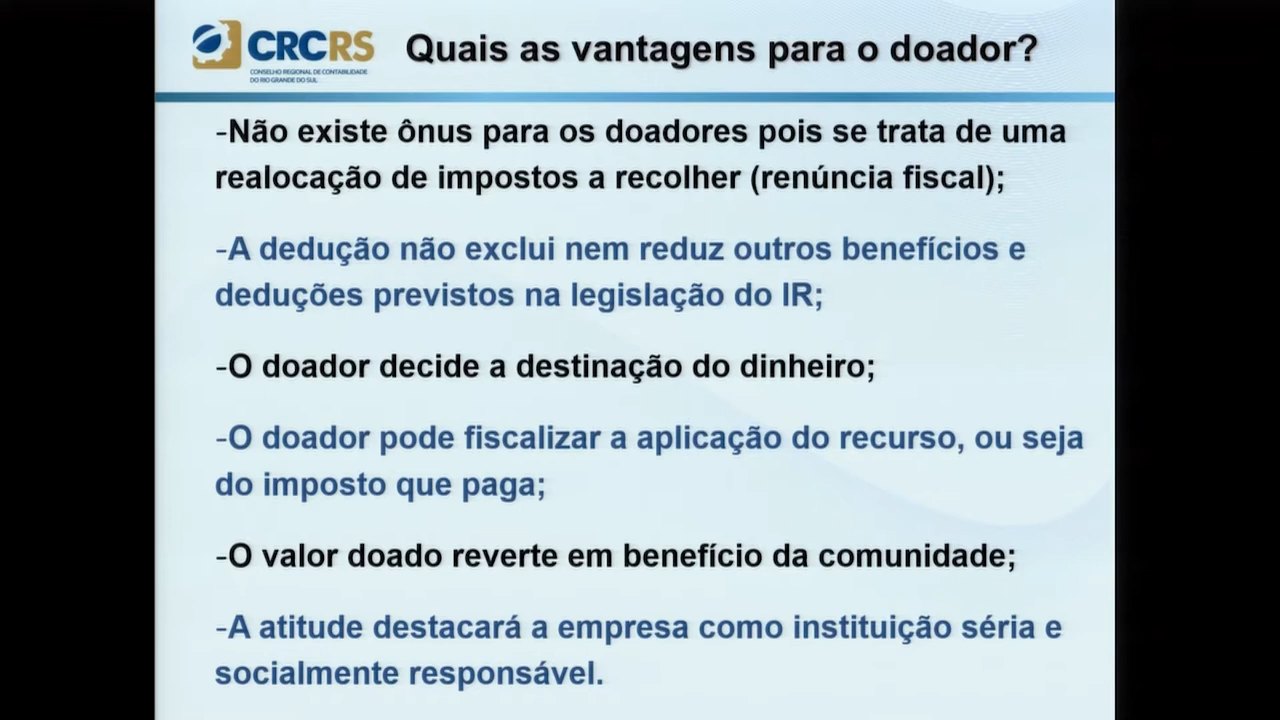 CRCRS
CONSELHO REGIONAL DE CONTABILIDADE
DO RIO GRANDE DO SUL
Quais as vantagens para o doador?
-Não existe ônus para os doadores pois se trata de uma
realocação de impostos a recolher (renúncia fiscal);
-A dedução não exclui nem reduz outros benefícios e
deduções previstos na legislação do IR;
-O doador decide a destinação do dinheiro;
-O doador pode fiscalizar a aplicação do recurso, ou seja
do imposto que paga;
-O valor doado reverte em benefício da comunidade;
-A atitude destacará a empresa como instituição séria e
socialmente responsável.